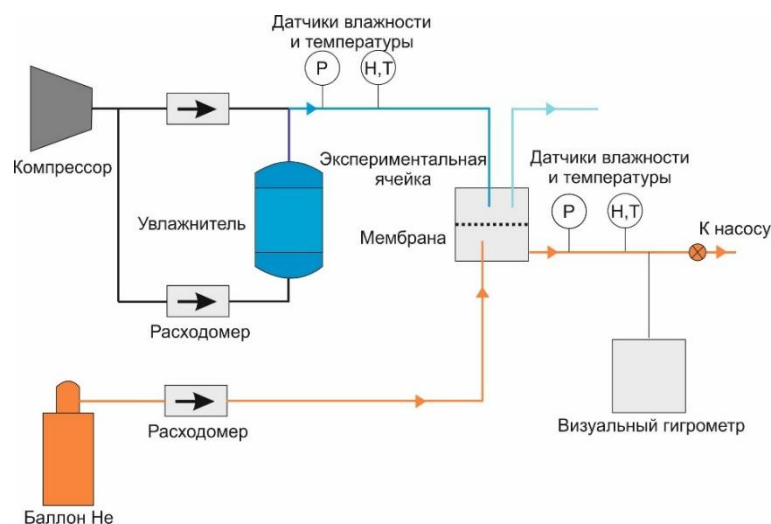 Датчики влажности
и температуры
P
H,T
Компрессор
Экспериментальная
ячейка
Датчики влажности
и температуры
Увлажнитель
Мембрана
P
H,T
К насосу
Расходомер
Расходомер
Визуальный гигрометр
Баллон He